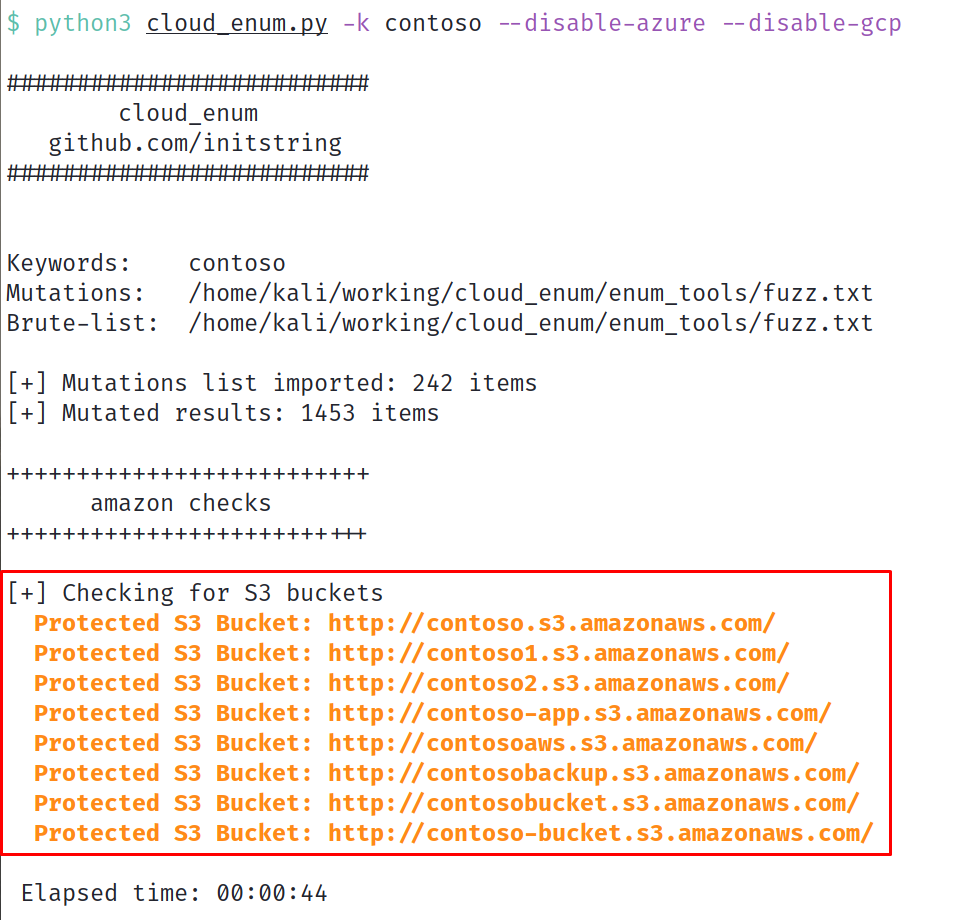 $ python3 cloud_enum.py -k contoso --disable-azure --disable-gcp
##########################
cloud_enum
github.com/initstring
##########################
Keywords: contoso
Mutations: /home/kali/working/cloud_enum/enum_tools/fuzz.txt
Brute-list: /home/kali/working/cloud_enum/enum_tools/fuzz.txt
[+] Mutations list imported: 242 items
[+] Mutated results: 1453 items
++++++++++++++++++++++++++
amazon checks
++++++++++++++++++++++++++
[+] Checking for S3 buckets
Protected S3 Bucket: http://contoso.s3.amazonaws.com/
Protected S3 Bucket: http://contoso1.s3.amazonaws.com/
Protected S3 Bucket: http://contoso2.s3.amazonaws.com/
Protected S3 Bucket: http://contoso-app.s3.amazonaws.com/
Protected S3 Bucket: http://contosoaws.s3.amazonaws.com/
Protected S3 Bucket: http://contosobackup.s3.amazonaws.com/
Protected S3 Bucket: http://contosobucket.s3.amazonaws.com/
Protected S3 Bucket: http://contoso-bucket.s3.amazonaws.com/
Elapsed time: 00:00:44